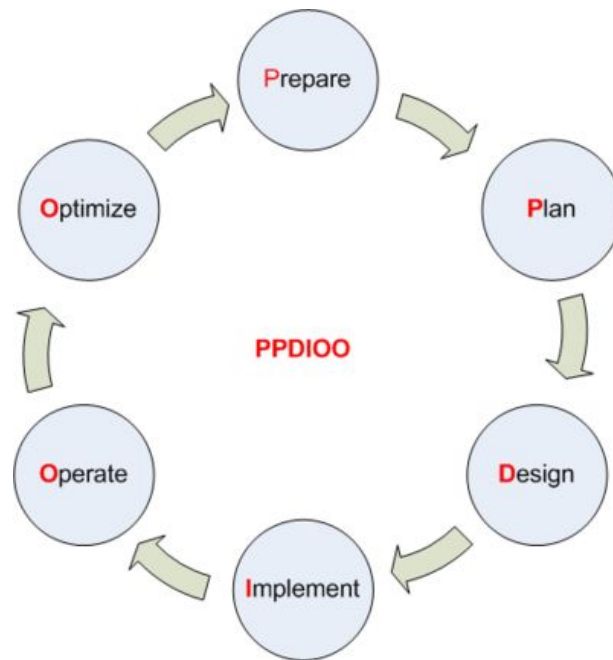 Prepare
Plan
Design
Implement
Operate
Optimize
PPDIOO